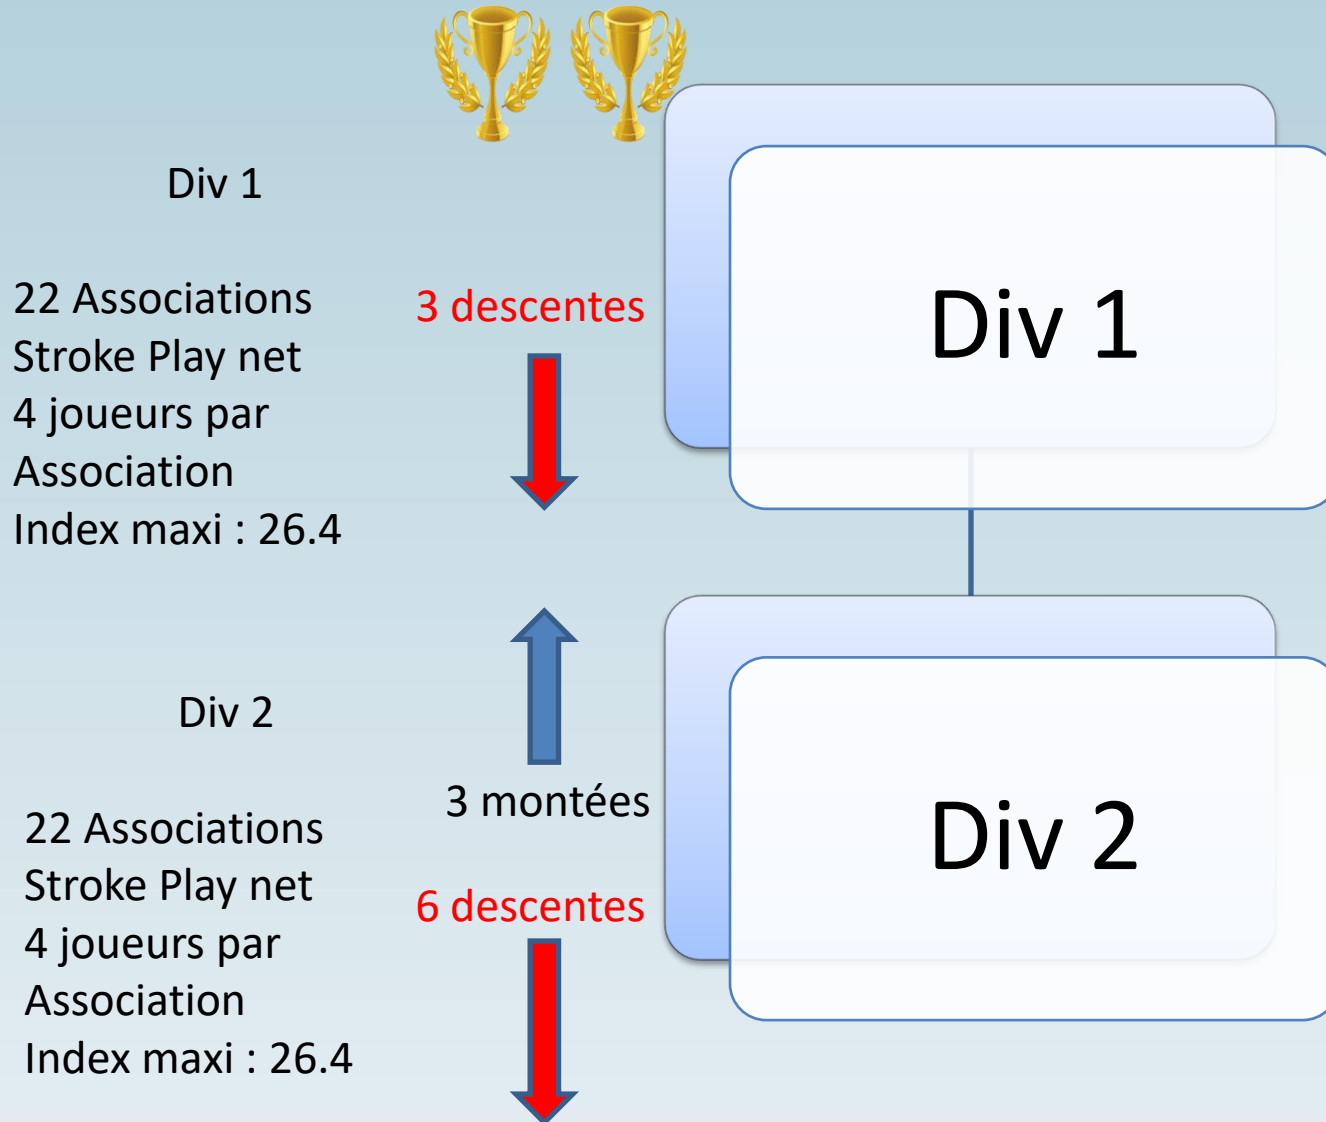 Div 1
22 Associations
Stroke Play net
4 joueurs par
Association
Index maxi : 26.4
3 descentes
Div 1
Div 2
22 Associations
Stroke Play net
4 joueurs par
Association
Index maxi : 26.4
3 montées
6 descentes
Div 2